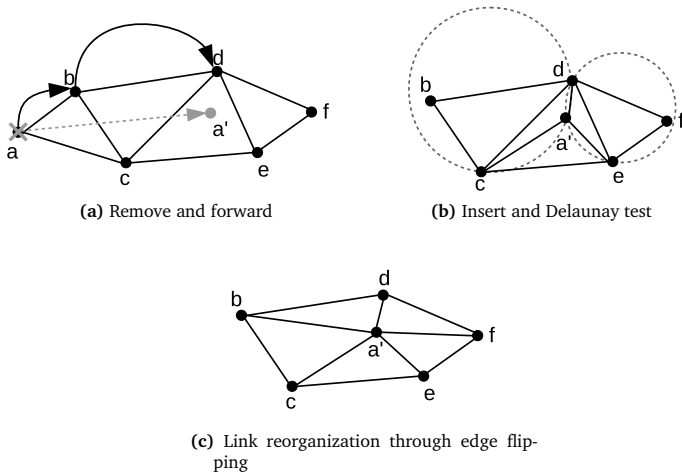 b
d
a
a'
f
c
e
(a) Remove and forward
b
d
f
a'
c
e
(b) Insert and Delaunay test
b
d
f
a'
c
e
(c) Link reorganization through edge flip-
ping